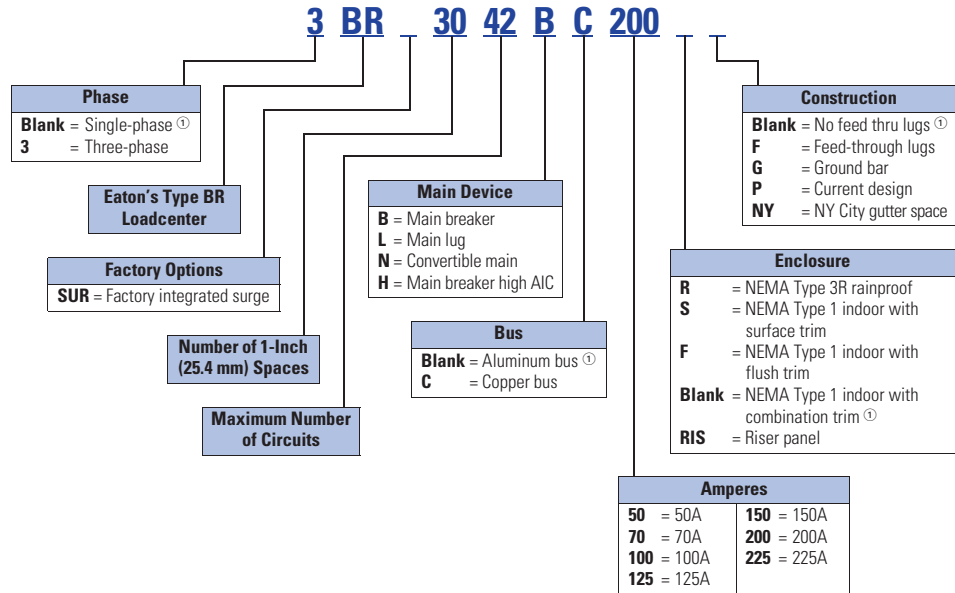 3 BR _ 30 42 B C 200 _ _
Phase
Blank = Single-phase ①
3 = Three-phase
Eaton's Type BR
Loadcenter
Factory Options
SUR = Factory integrated surge
Number of 1-Inch
(25.4 mm) Spaces
Maximum Number
of Circuits
Main Device
B = Main breaker
L = Main lug
N = Convertible main
H = Main breaker high AIC
Bus
Blank = Aluminum bus ①
C = Copper bus
Construction
Blank = No feed thru lugs ①
F = Feed-through lugs
G = Ground bar
P = Current design
NY = NY City gutter space
Enclosure
R = NEMA Type 3R rainproof
S = NEMA Type 1 indoor with
surface trim
F = NEMA Type 1 indoor with
flush trim
Blank = NEMA Type 1 indoor with
combination trim ①
RIS = Riser panel
Amperes
50 = 50A
70 = 70A
100 = 100A
125 = 125A
150 = 150A
200 = 200A
225 = 225A